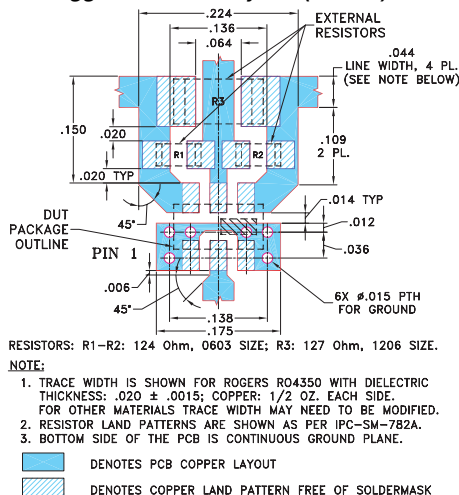 .224
.136
.064
EXTERNAL
RESISTORS
.044
LINE WIDTH, 4 PL.
(SEE NOTE BELOW)
R3
.150
.020
R1
R2
.109
2 PL.
.020 TYP
.014 TYP
45°
.012
DUT
PACKAGE
OUTLINE
PIN 1
.036
.006
45°
6X ø.015 PTH
FOR GROUND
.138
.175
RESISTORS: R1-R2: 124 Ohm, 0603 SIZE; R3: 127 Ohm, 1206 SIZE.
NOTE:
1. TRACE WIDTH IS SHOWN FOR ROGERS RO4350 WITH DIELECTRIC
THICKNESS: .020 ± .0015; COPPER: 1/2 OZ. EACH SIDE.
FOR OTHER MATERIALS TRACE WIDTH MAY NEED TO BE MODIFIED.
2. RESISTOR LAND PATTERNS ARE SHOWN AS PER IPC-SM-782A.
3. BOTTOM SIDE OF THE PCB IS CONTINUOUS GROUND PLANE.
DENOTES PCB COPPER LAYOUT
DENOTES COPPER LAND PATTERN FREE OF SOLDERMASK